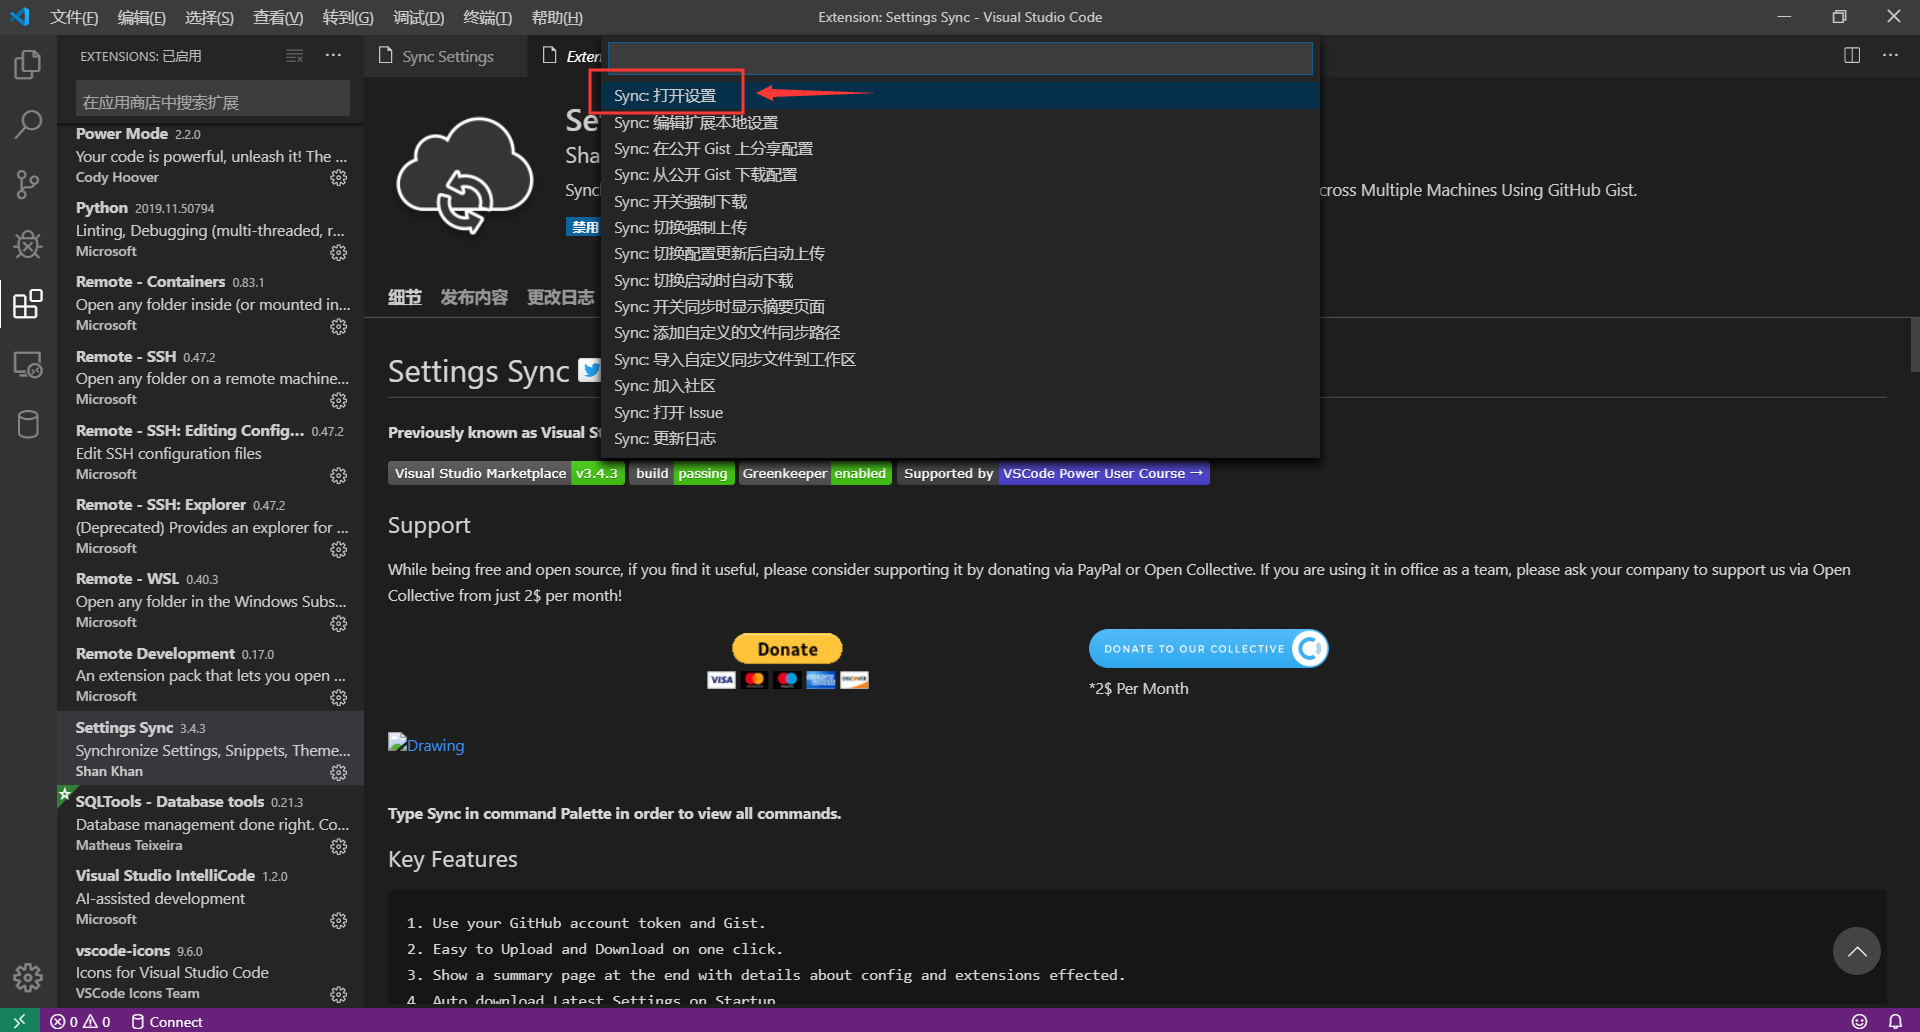 文件(F) 编辑(E) 选择(S) 查看(V) 转到(G) 调试(D) 终端(T) 帮助(H)
Extension: Settings Sync - Visual Studio Code
EXTENSIONS: 已启用
在应用商店中搜索扩展
Power Mode 2.2.0
Your code is powerful, unleash it! The ...
Cody Hoover
Python 2019.11.50794
Linting, Debugging (multi-threaded, r...
Microsoft
Remote - Containers 0.83.1
Open any folder inside (or mounted in...
Microsoft
Remote - SSH 0.47.2
Open any folder on a remote machine...
Microsoft
Remote - SSH: Editing Config... 0.47.2
Edit SSH configuration files
Microsoft
Remote - SSH: Explorer 0.47.2
(Deprecated) Provides an explorer for ...
Microsoft
Remote - WSL 0.40.3
Open any folder in the Windows Subs...
Microsoft
Remote Development 0.17.0
An extension pack that lets you open ...
Microsoft
Settings Sync 3.4.3
Synchronize Settings, Snippets, Theme...
Shan Khan
SQLTools - Database tools 0.21.3
Database management done right. Co...
Matheus Teixeira
Visual Studio IntelliCode 1.2.0
AI-assisted development
Microsoft
vscode-icons 9.6.0
Icons for Visual Studio Code
VSCode Icons Team
Sync Settings
Exten
Sync: 打开设置
Sync: 编辑扩展本地设置
Sync: 在公开 Gist 上分享配置
Sync: 从公开 Gist 下载配置
Sync: 开关强制下载
Sync: 切换强制上传
Sync: 切换配置更新后自动上传
Sync: 切换启动时自动下载
Sync: 开关同步时显示摘要页面
Sync: 添加自定义的文件同步路径
Sync: 导入自定义同步文件到工作区
Sync: 加入社区
Sync: 打开 Issue
Sync: 更新日志
Se
Sha
Sync
cross Multiple Machines Using GitHub Gist.
禁用
细节 发布内容 更改日志
Settings Sync
Previously known as Visual St
Visual Studio Marketplace v3.4.3 build passing Greenkeeper enabled Supported by VSCode Power User Course →
Support
While being free and open source, if you find it useful, please consider supporting it by donating via PayPal or Open Collective. If you are using it in office as a team, please ask your company to support us via Open
Collective from just 2$ per month!
Donate
VISA
DISCOVER
DONATE TO OUR COLLECTIVE
*2$ Per Month
Drawing
Type Sync in command Palette in order to view all commands.
Key Features
1. Use your GitHub account token and Gist.
2. Easy to Upload and Download on one click.
3. Show a summary page at the end with details about config and extensions effected.
4. Auto download Latest Settings on Startup.
0 0 Connect